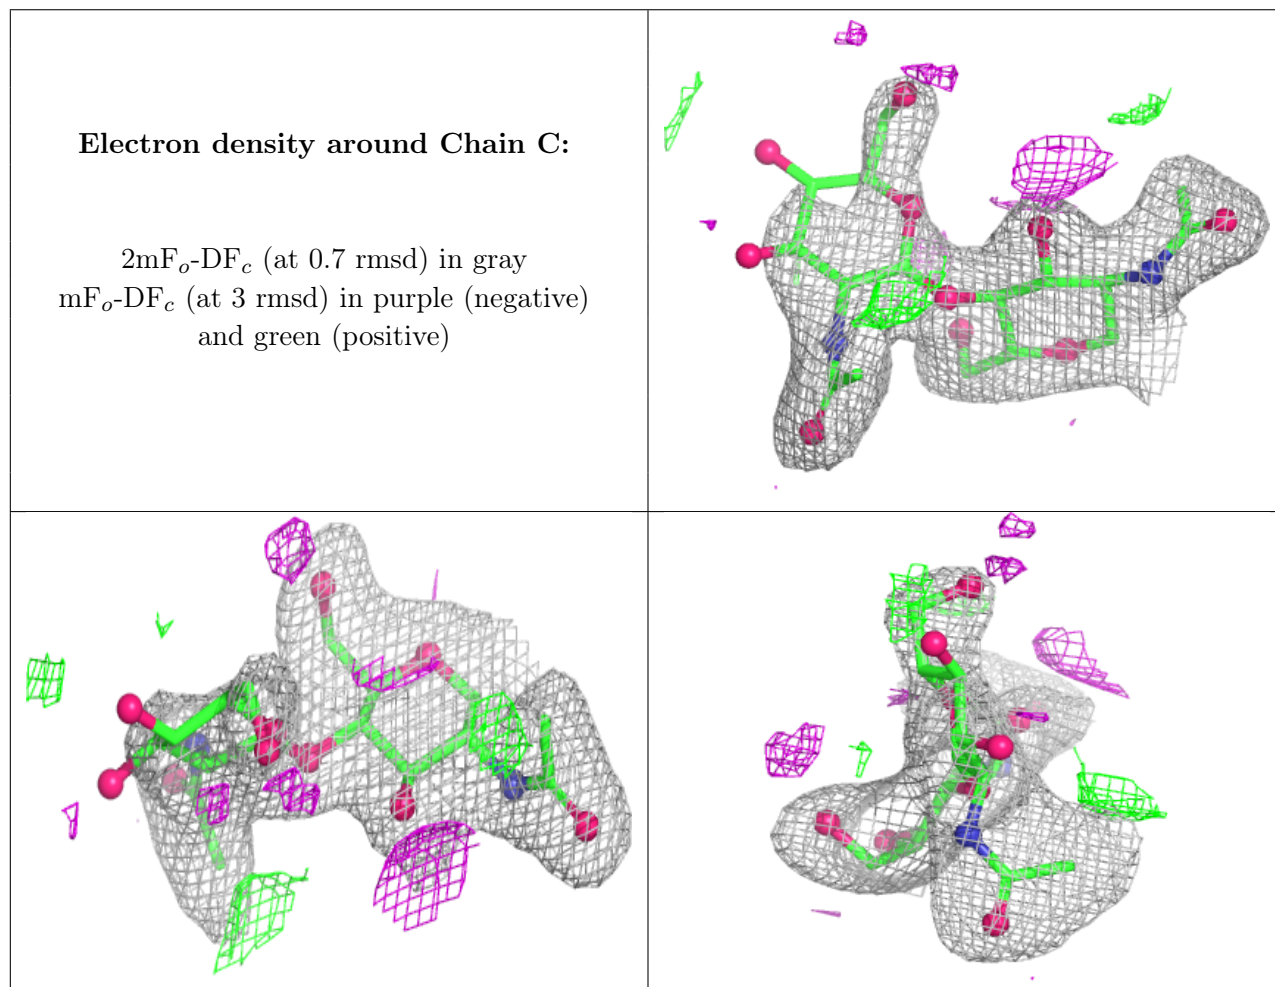 Electron density around Chain C:
2mFo-DFc (at 0.7 rmsd) in gray
mFo-DFc (at 3 rmsd) in purple (negative)
and green (positive)